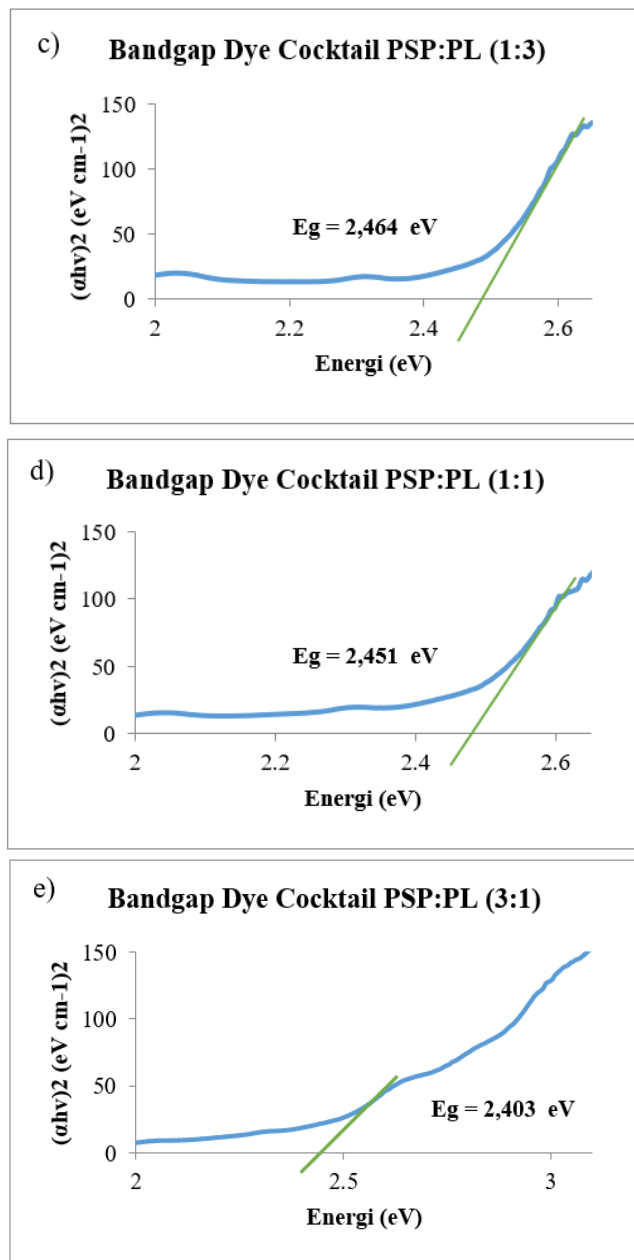 c)
Bandgap Dye Cocktail PSP:PL (1:3)
(αhv)2 (eV cm-1)2
150
100
50
0
Eg = 2,464 eV
2
2.2
2.4
2.6
Energi (eV)
d)
Bandgap Dye Cocktail PSP:PL (1:1)
(αhv)2 (eV cm-1)2
150
100
50
0
Eg = 2,451 eV
2
2.2
2.4
2.6
Energi (eV)
e)
Bandgap Dye Cocktail PSP:PL (3:1)
(αhv)2 (eV cm-1)2
150
100
50
0
Eg = 2,403 eV
2
2.5
3
Energi (eV)